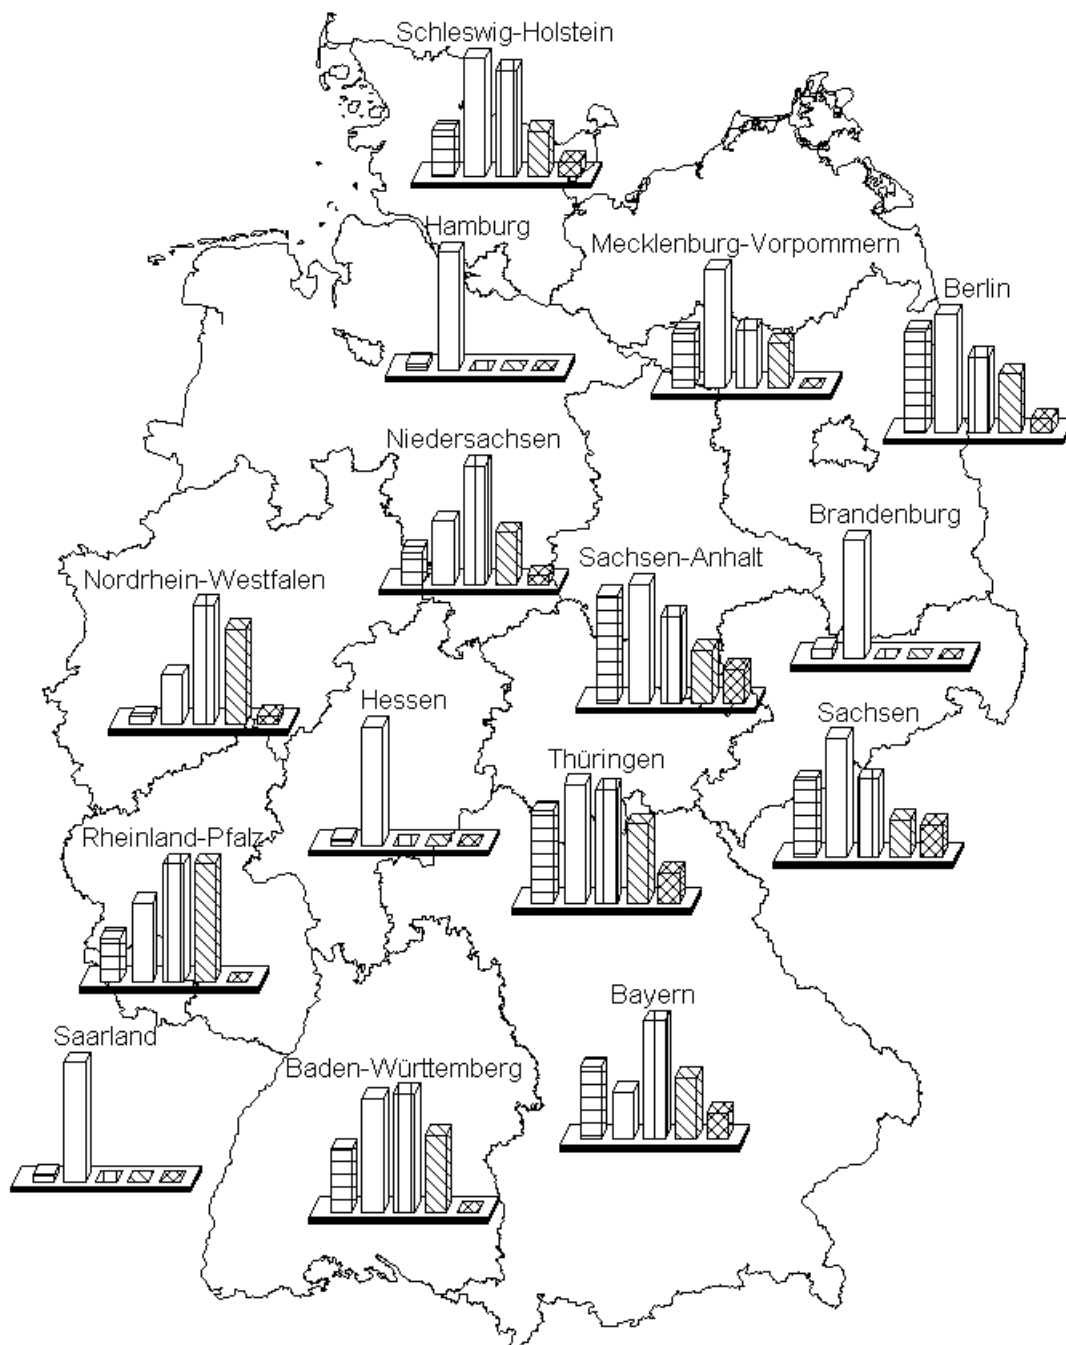 Schleswig-Holstein
Hamburg
Mecklenburg-Vorpommern
Berlin
Niedersachsen
Brandenburg
Sachsen-Anhalt
Nordrhein-Westfalen
Hessen
Sachsen
Thüringen
Rheinland-Pfalz
Bayern
Saarland
Baden-Württemberg